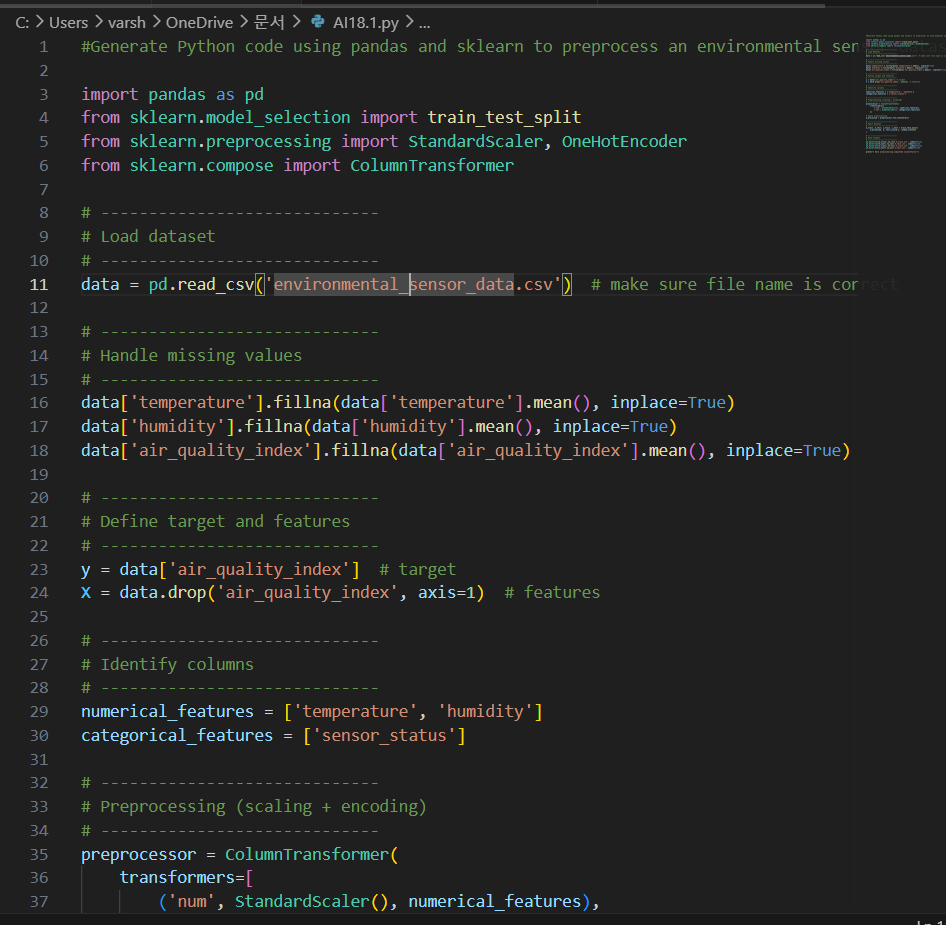 C: > Users > varsh > OneDrive > 문서 > AI18.1.py > ...
1 #Generate Python code using pandas and sklearn to preprocess an environmental sen
2
3 import pandas as pd
4 from sklearn.model_selection import train_test_split
5 from sklearn.preprocessing import StandardScaler, OneHotEncoder
6 from sklearn.compose import ColumnTransformer
7
8 # -----------------------------
9 # Load dataset
10 # -----------------------------
11 data = pd.read_csv('environmental_sensor_data.csv')  # make sure file name is correct
12
13 # -----------------------------
14 # Handle missing values
15 # -----------------------------
16 data['temperature'].fillna(data['temperature'].mean(), inplace=True)
17 data['humidity'].fillna(data['humidity'].mean(), inplace=True)
18 data['air_quality_index'].fillna(data['air_quality_index'].mean(), inplace=True)
19
20 # -----------------------------
21 # Define target and features
22 # -----------------------------
23 y = data['air_quality_index']  # target
24 X = data.drop('air_quality_index', axis=1)  # features
25
26 # -----------------------------
27 # Identify columns
28 # -----------------------------
29 numerical_features = ['temperature', 'humidity']
30 categorical_features = ['sensor_status']
31
32 # -----------------------------
33 # Preprocessing (scaling + encoding)
34 # -----------------------------
35 preprocessor = ColumnTransformer(
36     transformers=[
37         ('num', StandardScaler(), numerical_features),